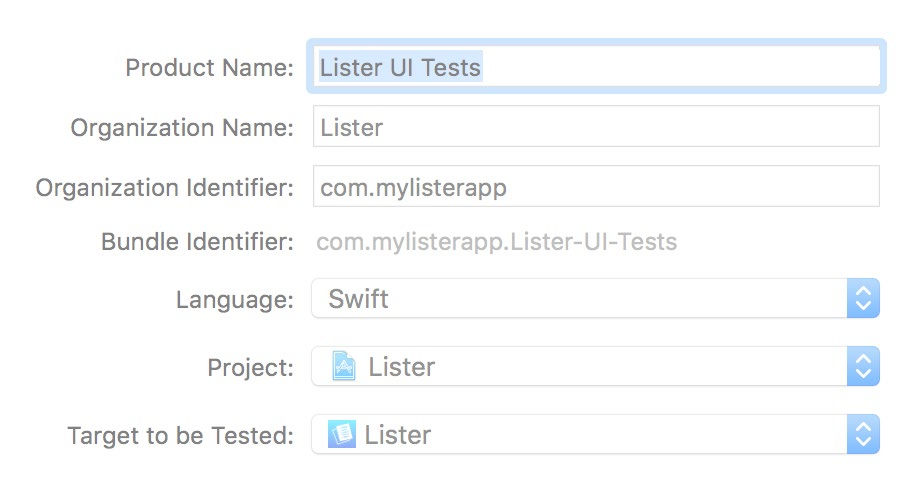 Product Name: Lister UI Tests
Organization Name: Lister
Organization Identifier: com.mylisterapp
Bundle Identifier: com.mylisterapp.Lister-UI-Tests
Language: Swift
Project: Lister
Target to be Tested: Lister